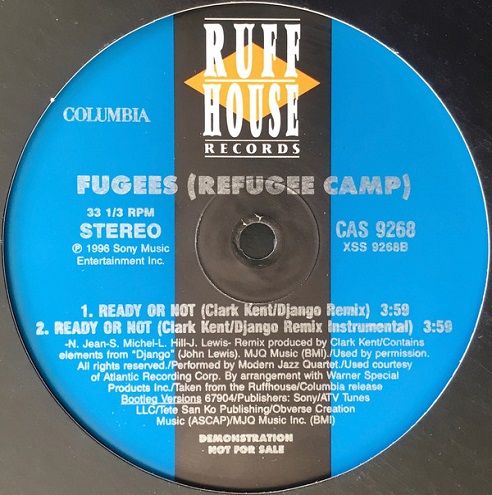 RUFF
HOUSE
RECORDS
COLUMBIA
FUGEES (REFUGEE CAMP)
33 1/3 RPM
STEREO
Ⓟ 1996 Sony Music
Entertainment Inc.
CAS 9268
XSS 9268B
1. READY OR NOT (Clark Kent/Django Remix) 3:59
2. READY OR NOT (Clark Kent/Django Remix Instrumental) 3:59
-N. Jean-S. Michel-L. Hill-J. Lewis- Remix produced by Clark Kent/Contains
elements from "Django" (John Lewis). MJQ Music (BMI)./Used by permission.
All rights reserved./Performed by Modern Jazz Quartet./Used courtesy
of Atlantic Recording Corp. By arrangement with Warner Special
Products Inc./Taken from the Ruffhouse/Columbia release
Bootleg Versions 67904/Publishers: Sony/ATV Tunes
LLC/Tete San Ko Publishing/Obverse Creation
Music (ASCAP)/MJQ Music Inc. (BMI)
DEMONSTRATION
NOT FOR SALE